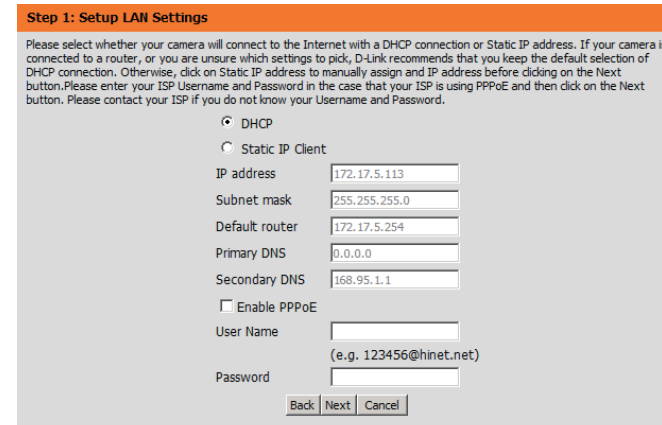 Step 1: Setup LAN Settings
Please select whether your camera will connect to the Internet with a DHCP connection or Static IP address. If your camera is
connected to a router, or you are unsure which settings to pick, D-Link recommends that you keep the default selection of
DHCP connection. Otherwise, click on Static IP address to manually assign and IP address before clicking on the Next
button.Please enter your ISP Username and Password in the case that your ISP is using PPPoE and then click on the Next
button. Please contact your ISP if you do not know your Username and Password.
DHCP
Static IP Client
IP address 172.17.5.113
Subnet mask 255.255.255.0
Default router 172.17.5.254
Primary DNS 0.0.0.0
Secondary DNS 168.95.1.1
Enable PPPoE
User Name
(e.g. 123456@hinet.net)
Password
Back Next Cancel